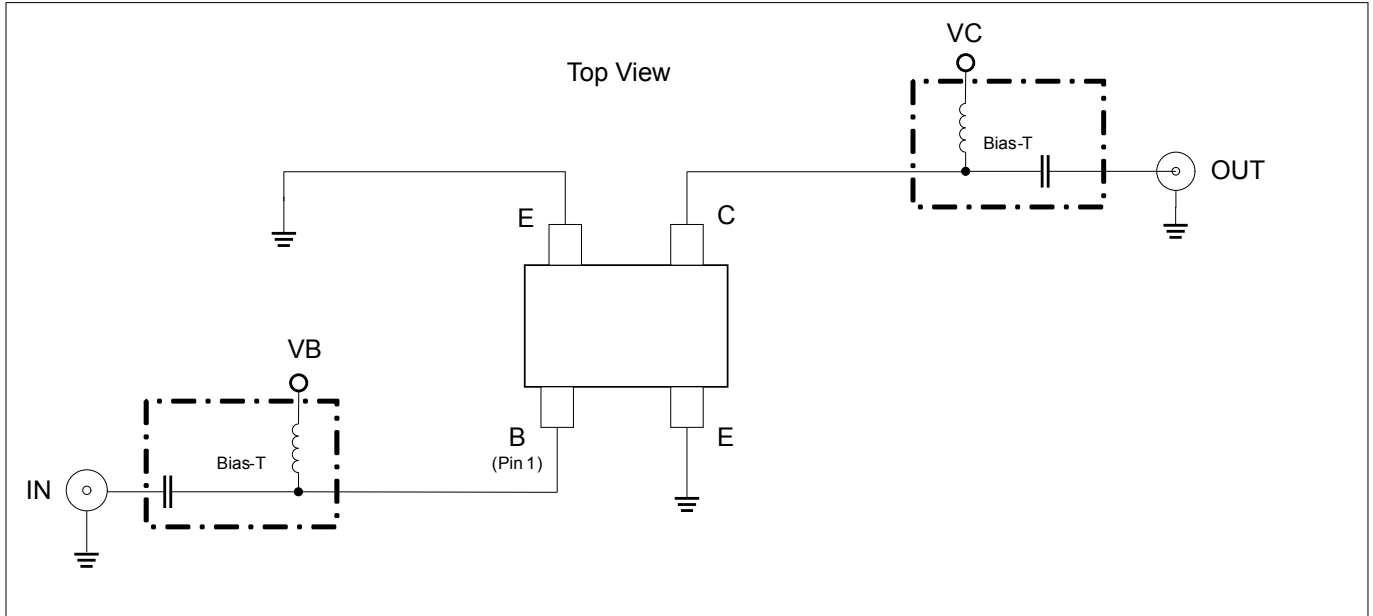 VC
Top View
Bias-T
OUT
E
C
VB
B
E
(Pin 1)
Bias-T
IN